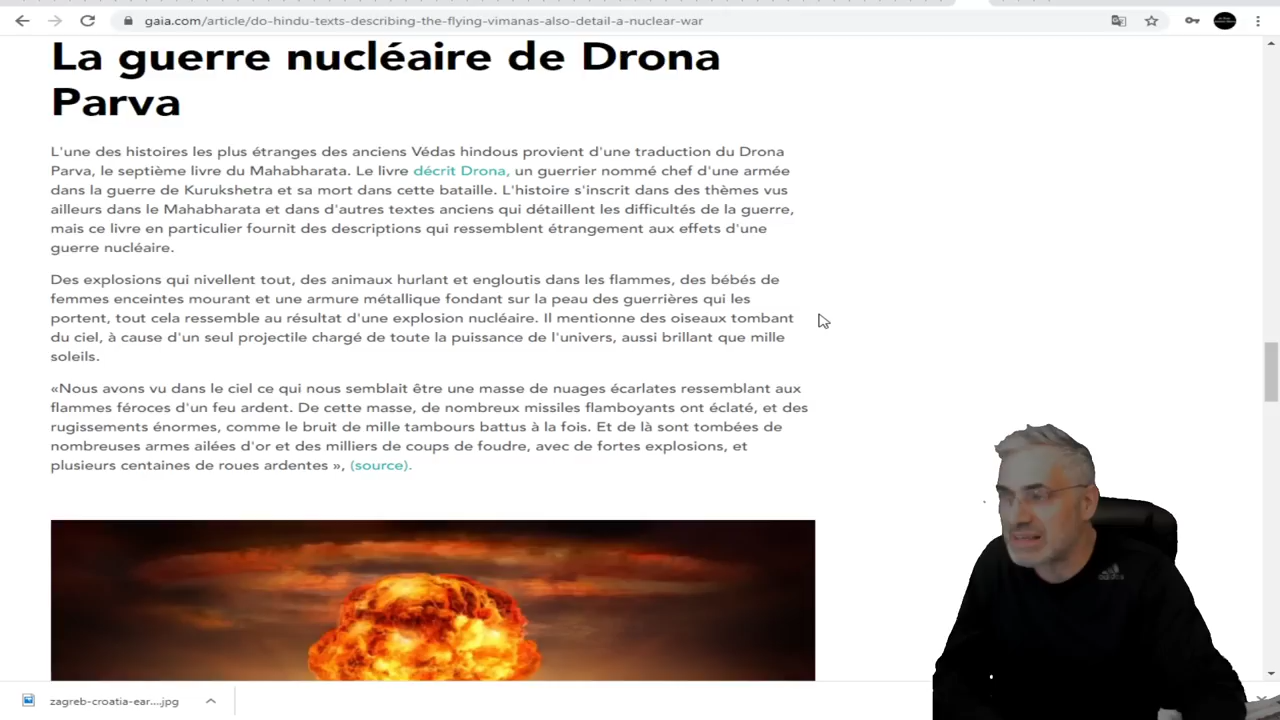 gaia.com/article/do-hindu-texts-describing-the-flying-vimanas-also-detail-a-nuclear-war
La guerre nucléaire de Drona
Parva
L'une des histoires les plus étranges des anciens Védas hindous provient d'une traduction du Drona
Parva, le septième livre du Mahabharata. Le livre décrit Drona, un guerrier nommé chef d'une armée
dans la guerre de Kurukshetra et sa mort dans cette bataille. L'histoire s'inscrit dans des thèmes vus
ailleurs dans le Mahabharata et dans d'autres textes anciens qui détaillent les difficultés de la guerre,
mais ce livre en particulier fournit des descriptions qui ressemblent étrangement aux effets d'une
guerre nucléaire.
Des explosions qui nivellent tout, des animaux hurlant et engloutis dans les flammes, des bébés de
femmes enceintes mourant et une armure métallique fondant sur la peau des guerrières qui les
portent, tout cela ressemble au résultat d'une explosion nucléaire. Il mentionne des oiseaux tombant
du ciel, à cause d'un seul projectile chargé de toute la puissance de l'univers, aussi brillant que mille
soleils.
«Nous avons vu dans le ciel ce qui nous semblait être une masse de nuages écarlates ressemblant aux
flammes féroces d'un feu ardent. De cette masse, de nombreux missiles flamboyants ont éclaté, et des
rugissements énormes, comme le bruit de mille tambours battus à la fois. Et de là sont tombées de
nombreuses armes ailées d'or et des milliers de coups de foudre, avec de fortes explosions, et
plusieurs centaines de roues ardentes », (source).
adidas
zagreb-croatia-ear....jpg